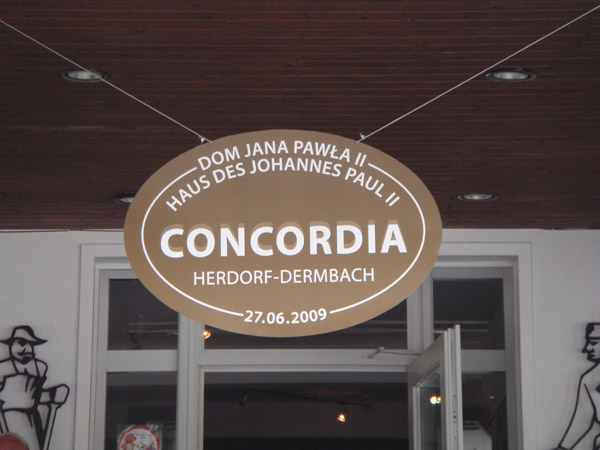 DOM JANA PAWŁA II
HAUS DES JOHANNES PAUL II
CONCORDIA
HERDORF-DERMBACH
27.06.2009